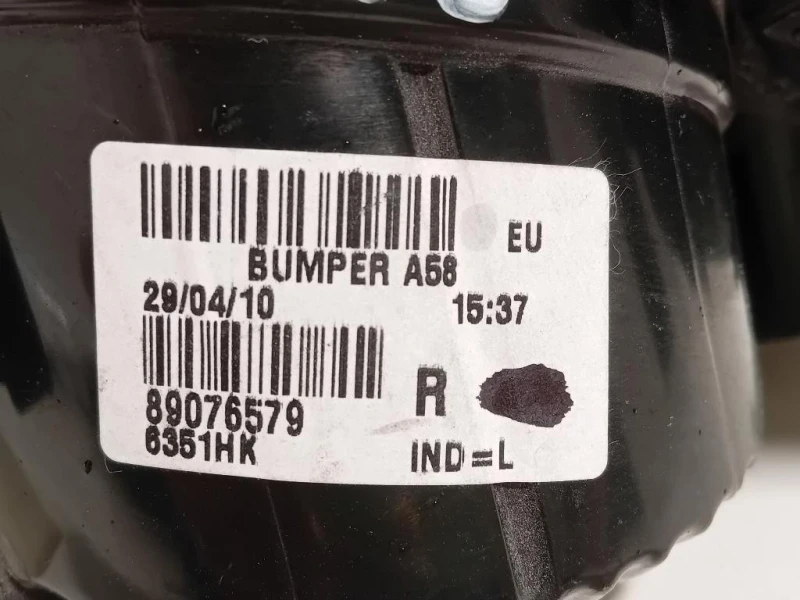 EU
BUMPER A58
29/04/10 15:37
89076579
R
6351HK
IND=L